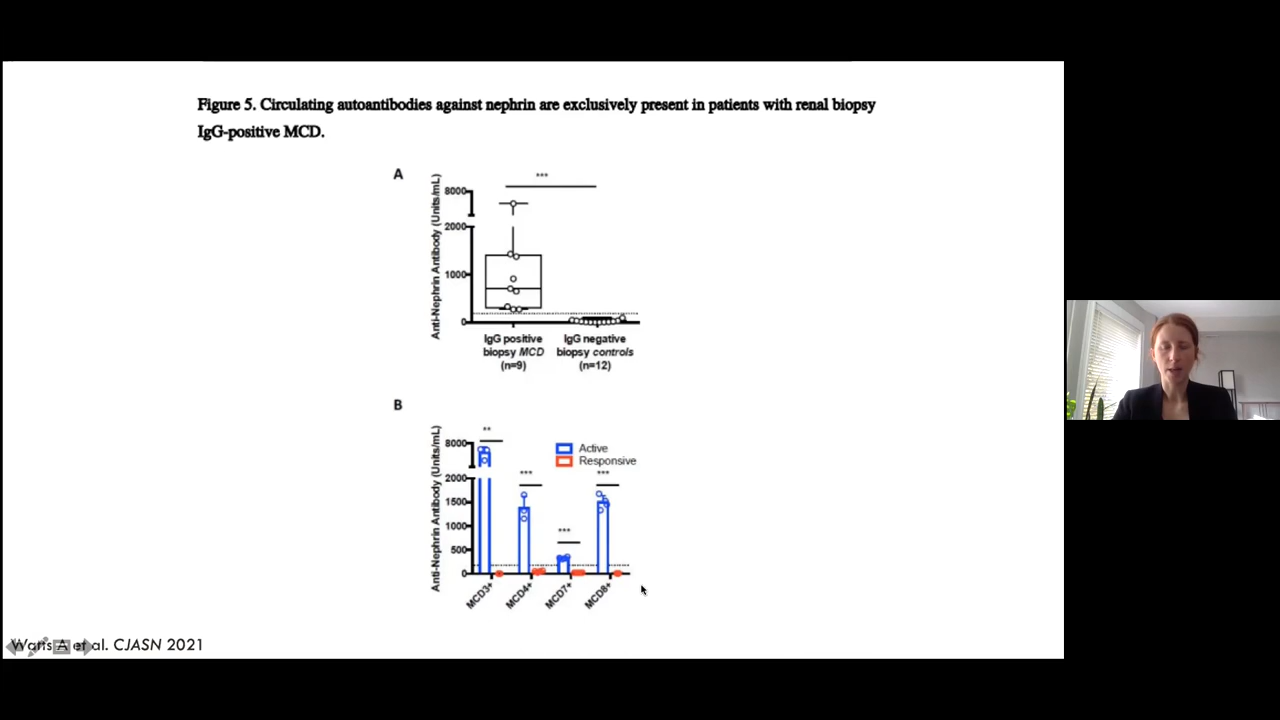 Figure 5. Circulating autoantibodies against nephrin are exclusively present in patients with renal biopsy
IgG-positive MCD.
A
Anti-Nephrin Antibody (Units/mL)
8000
2000
1000
0
***
IgG positive
biopsy MCD
(n=9)
IgG negative
biopsy controls
(n=12)
B
Anti-Nephrin Antibody (Units/mL)
8000
2000
1500
1000
500
0
**
***
***
***
Active
Responsive
MCD3+
MCD4+
MCD7+
MCD8+
Watts A et al. CJASN 2021